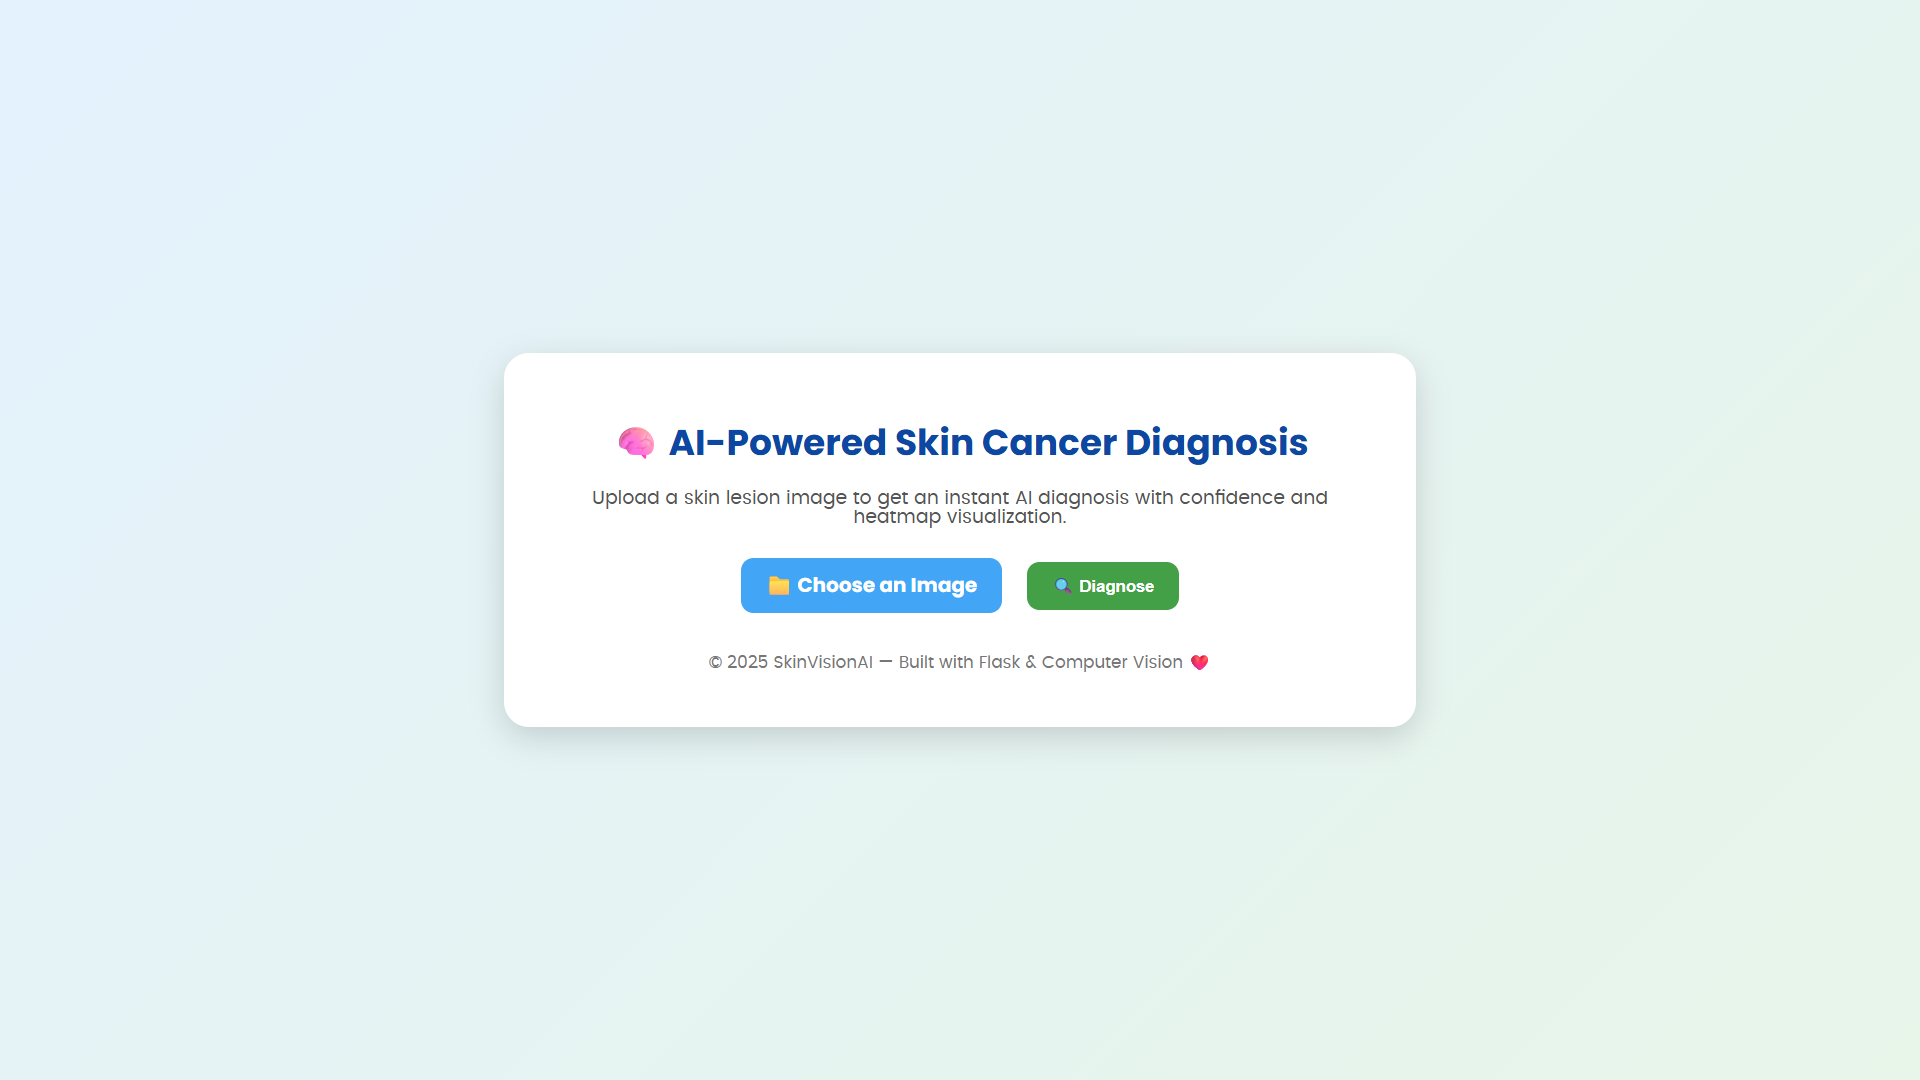 🧠 AI-Powered Skin Cancer Diagnosis
Upload a skin lesion image to get an instant AI diagnosis with confidence and
heatmap visualization.
📁 Choose an Image
🔍 Diagnose
© 2025 SkinVisionAI — Built with Flask & Computer Vision ❤️